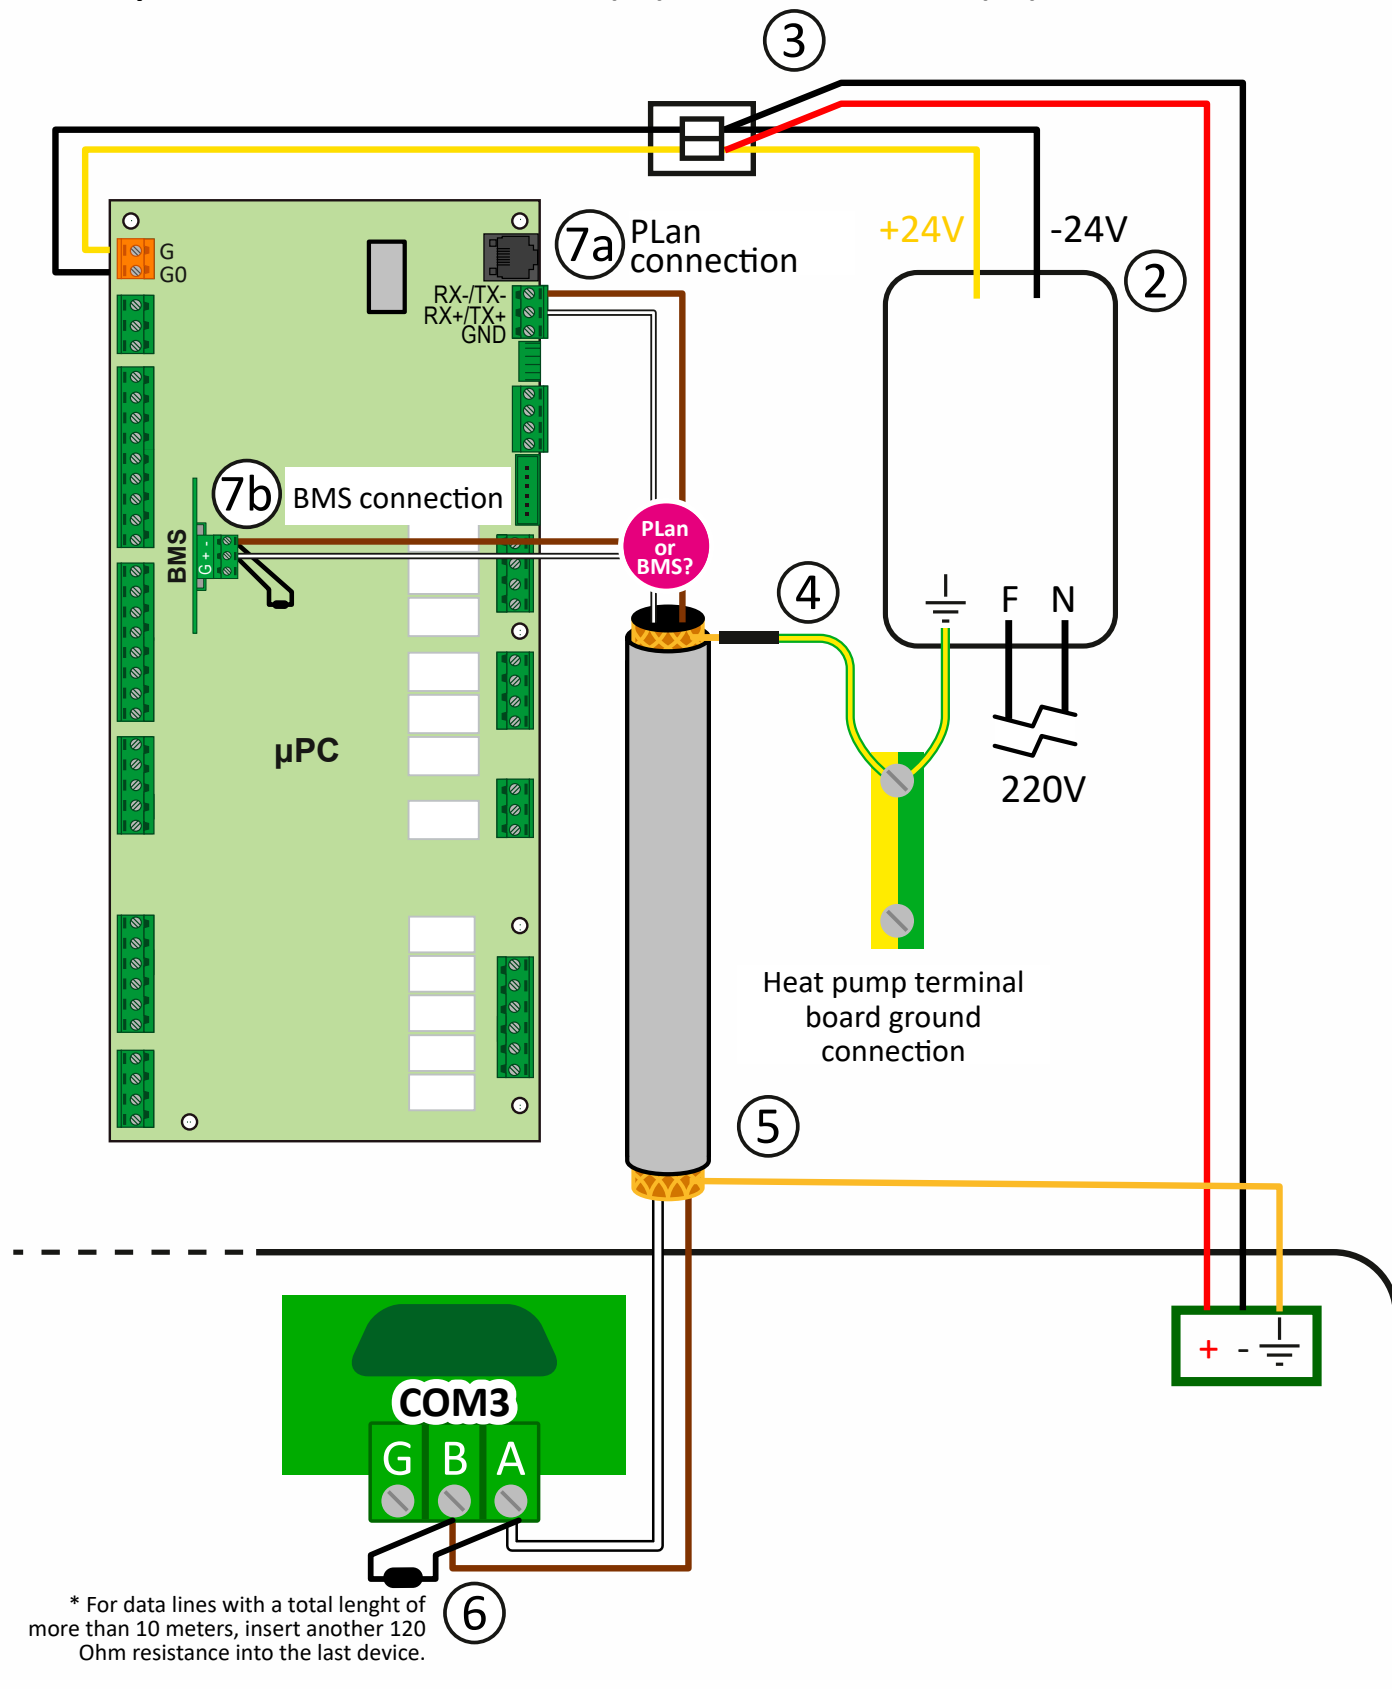 3
+24V
-24V
2
7a
PLan
connection
G
G0
RX-/TX-
RX+/TX+
GND
7b
BMS connection
BMS
G + -
PLan
or
BMS?
4
F N
µPC
220V
Heat pump terminal
board ground
connection
5
+ -
COM3
G B A
6
* For data lines with a total lenght of
more than 10 meters, insert another 120
Ohm resistance into the last device.